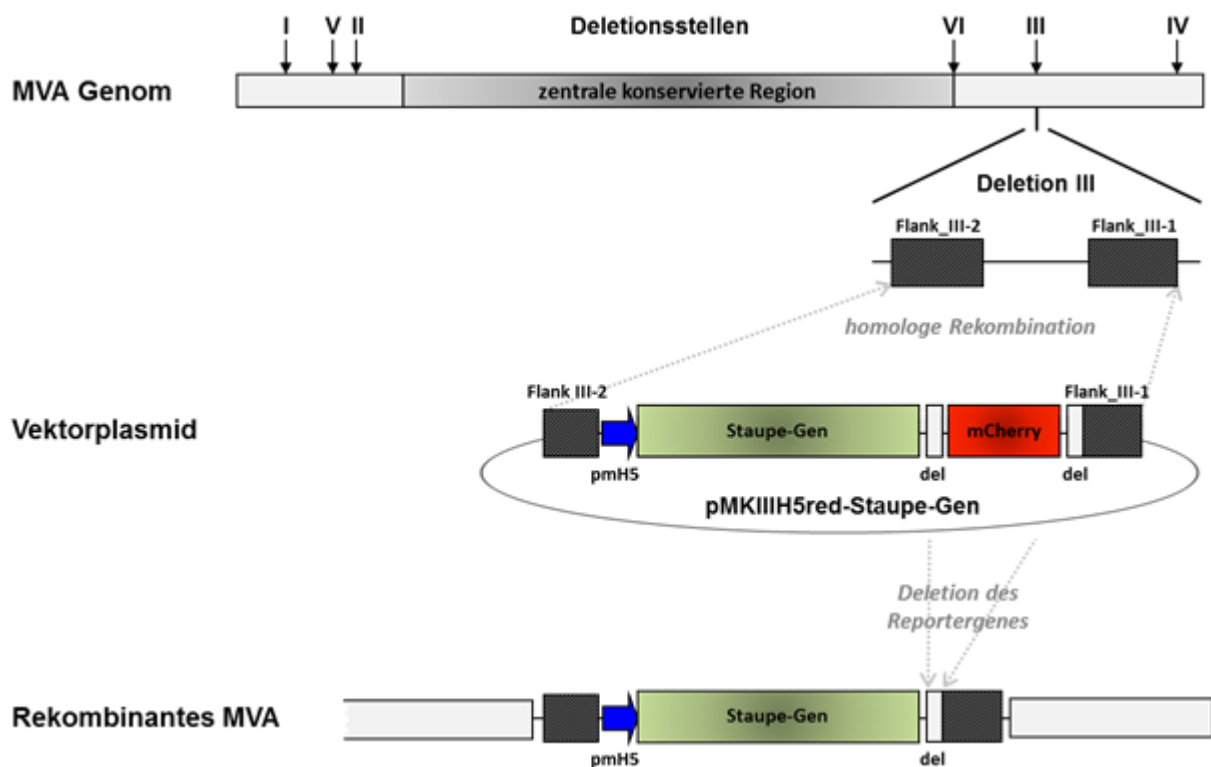 I V II Deletionsstellen VI III IV
MVA Genom
zentrale konservierte Region
Deletion III
Flank_III-2 Flank_III-1
homologe Rekombination
Flank III-2 Flank_III-1
Vektorplasmid
Staupe-Gen mCherry
pmH5 del del
pMKIIIH5red-Staupe-Gen
Deletion des
Reportergenes
Rekombinantes MVA
Staupe-Gen
pmH5 del